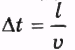 Δt = l/υ